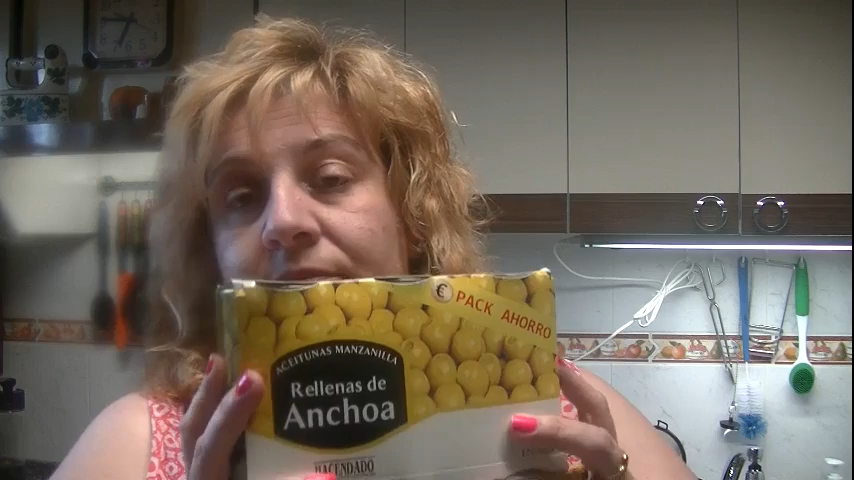 € PACK AHORRO
ACEITUNAS MANZANILLA
Rellenas de
Anchoa
HACENDADO